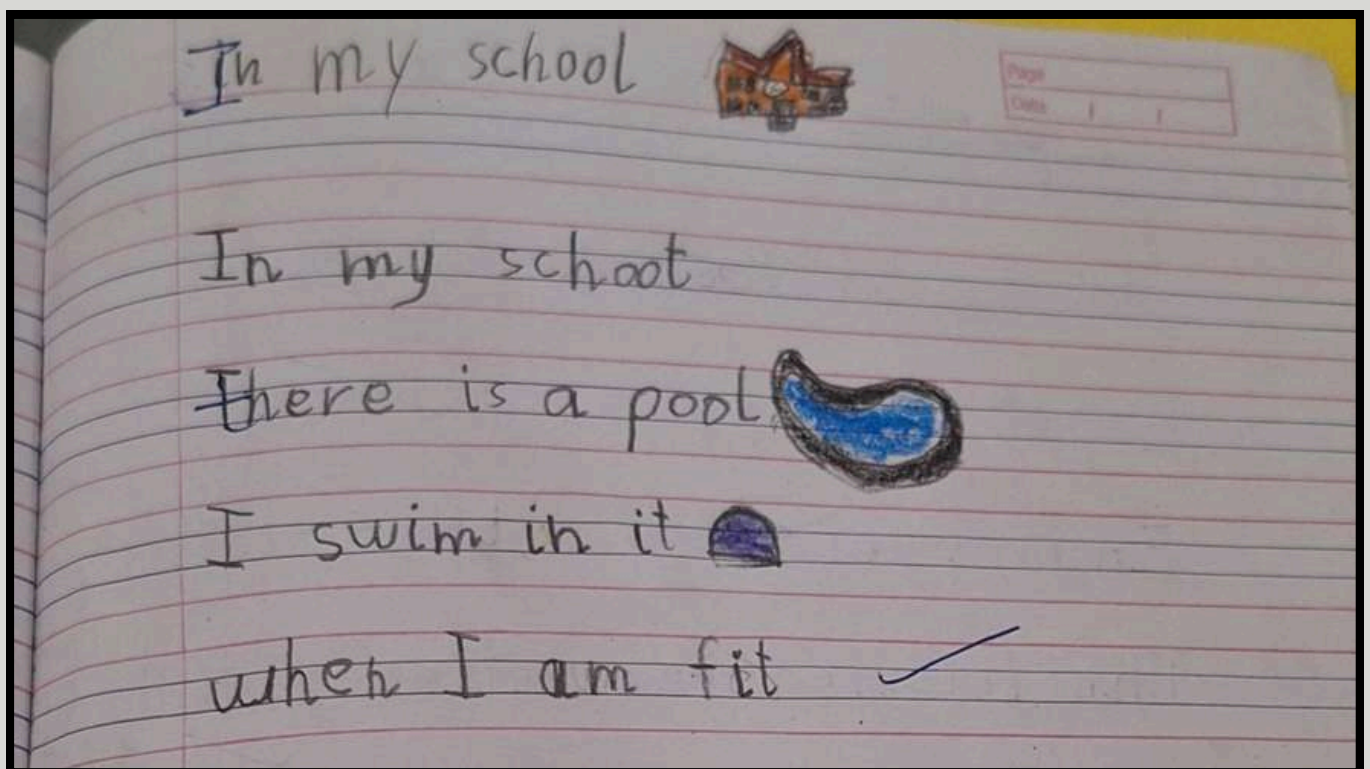 In my school
Page
Date / /
In my school
There is a pool
I swim in it
when I am fit